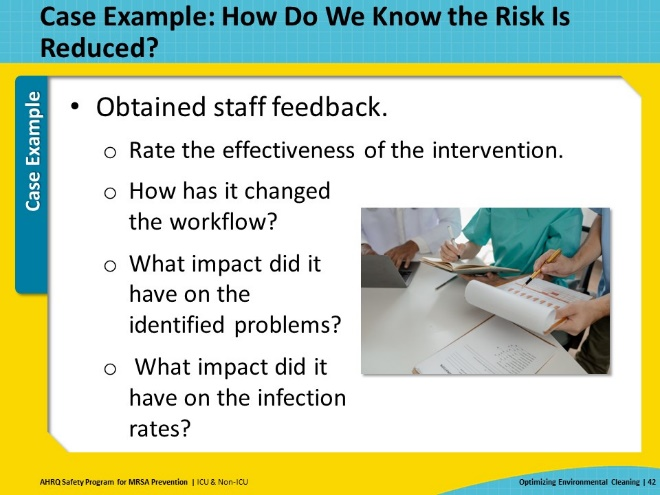 Case Example: How Do We Know the Risk Is
Reduced?
Case Example
• Obtained staff feedback.
o Rate the effectiveness of the intervention.
o How has it changed
the workflow?
o What impact did it
have on the
identified problems?
o What impact did it
have on the infection
rates?
AHRQ Safety Program for MRSA Prevention | ICU & Non-ICU
Optimizing Environmental Cleaning | 42